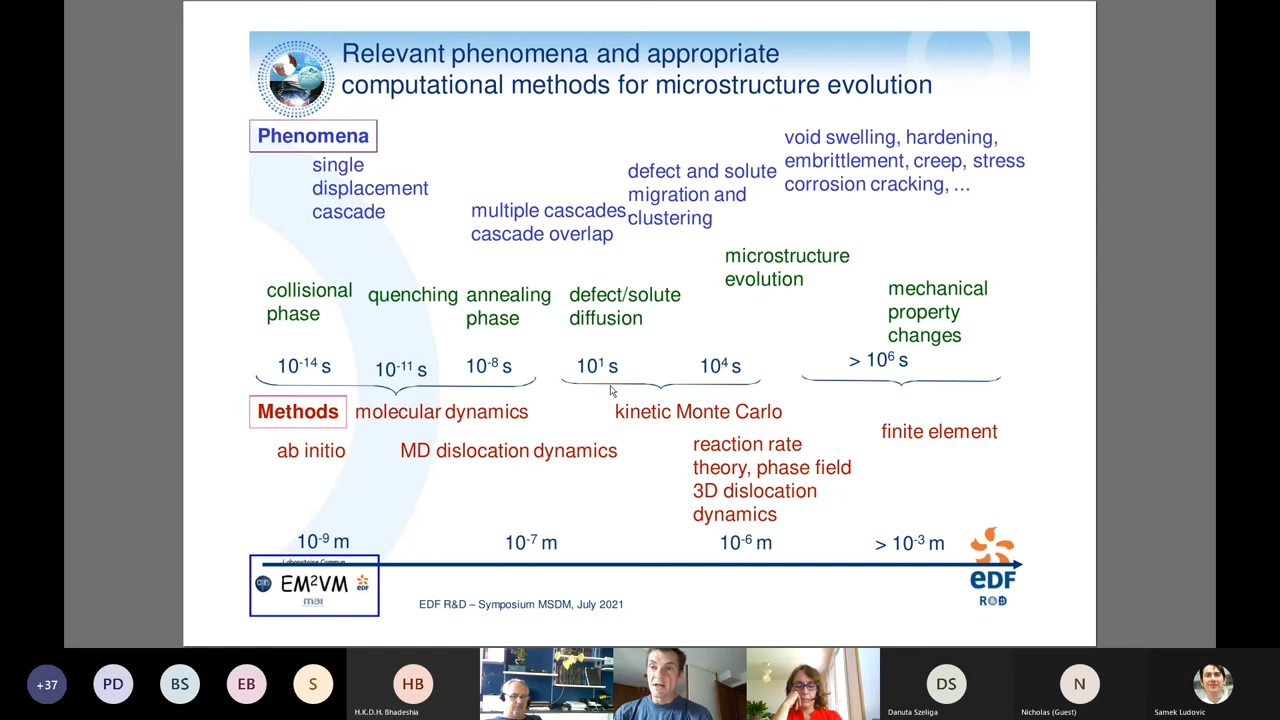 Relevant phenomena and appropriate
computational methods for microstructure evolution
Phenomena
single
displacement
cascade
multiple cascades,
cascade overlap
defect and solute
migration and
clustering
void swelling, hardening,
embrittlement, creep, stress
corrosion cracking, ...
collisional
phase
quenching
annealing
phase
defect/solute
diffusion
microstructure
evolution
mechanical
property
changes
10-14 s
10-11 s
10-8 s
101 s
104 s
> 106 s
Methods
molecular dynamics
kinetic Monte Carlo
finite element
ab initio
MD dislocation dynamics
reaction rate
theory, phase field
3D dislocation
dynamics
10-9 m
10-7 m
10-6 m
> 10-3 m
Laboratoire Commun
EM2VM
mai
eDF
eDF
R&D
EDF R&D – Symposium MSDM, July 2021
+37
PD
BS
EB
S
HB
H.K.D.H. Bhadeshia
DS
Danuta Szeliga
N
Nicholas (Guest)
Samek Ludovic